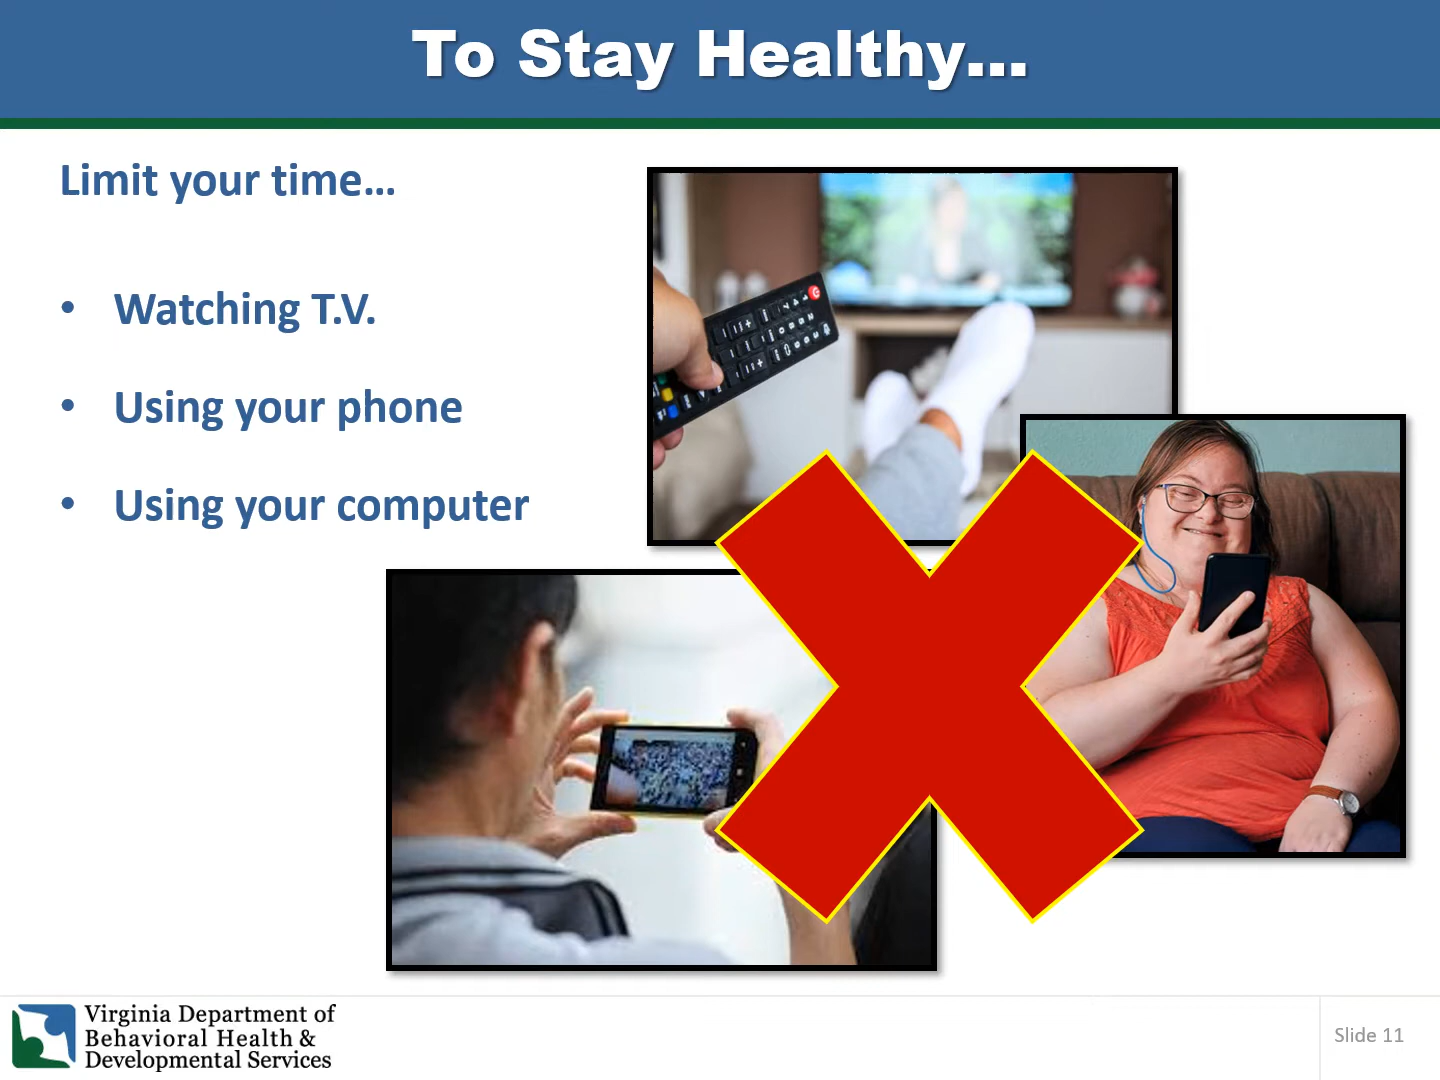 To Stay Healthy...
Limit your time...
• Watching T.V.
• Using your phone
• Using your computer
Virginia Department of
Behavioral Health &
Developmental Services
Slide 11